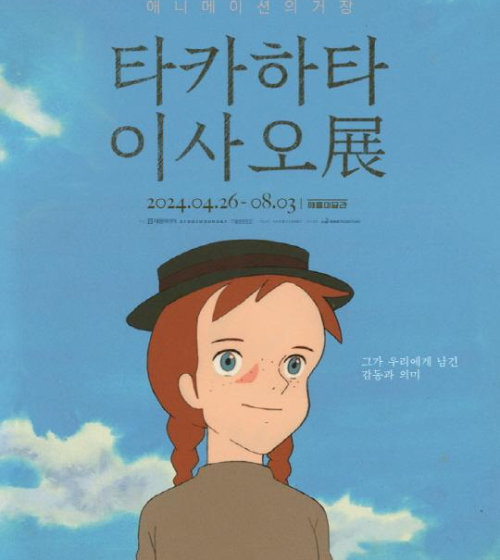 애니메이션의 거장
타카하타
이사오展
2024.04.26 - 08.03 |
그가 우리에게 남긴
감동과 의미